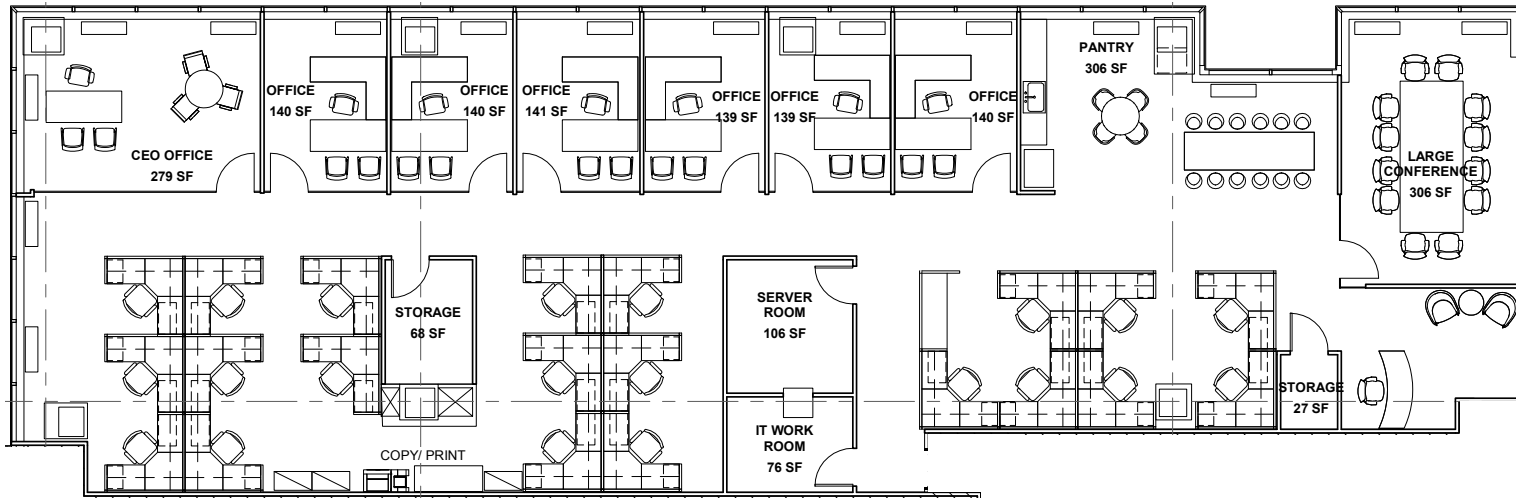 PANTRY
306 SF
OFFICE
140 SF
OFFICE
140 SF
OFFICE
141 SF
OFFICE
139 SF
OFFICE
139 SF
OFFICE
140 SF
CEO OFFICE
279 SF
LARGE
CONFERENCE
306 SF
STORAGE
68 SF
SERVER
ROOM
106 SF
STORAGE
27 SF
IT WORK
ROOM
76 SF
COPY/ PRINT